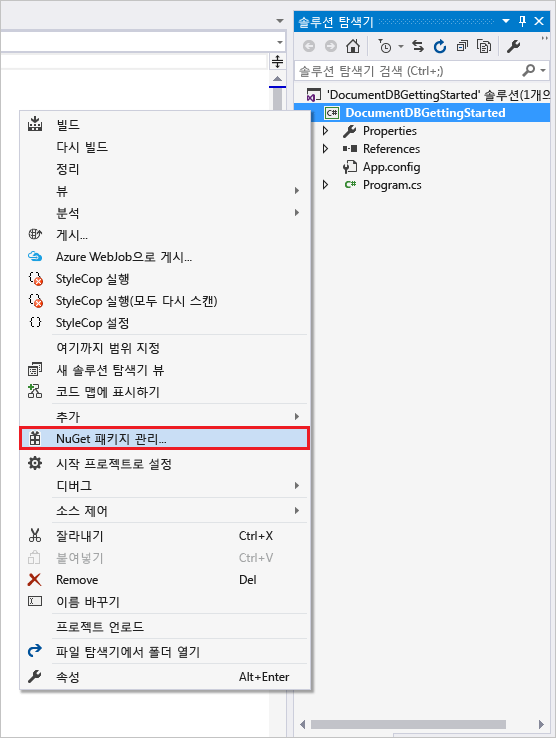 솔루션 탐색기
솔루션 탐색기 검색 (Ctrl+;)
'DocumentDBGettingStarted' 솔루션(1개의
C# DocumentDBGettingStarted
Properties
References
App.config
C# Program.cs
빌드
다시 빌드
정리
뷰
분석
게시...
Azure WebJob으로 게시...
StyleCop 실행
StyleCop 실행(모두 다시 스캔)
StyleCop 설정
여기까지 범위 지정
새 솔루션 탐색기 뷰
코드 맵에 표시하기
추가
NuGet 패키지 관리...
시작 프로젝트로 설정
디버그
소스 제어
잘라내기 Ctrl+X
붙여넣기 Ctrl+V
Remove Del
이름 바꾸기
프로젝트 언로드
파일 탐색기에서 폴더 열기
속성 Alt+Enter